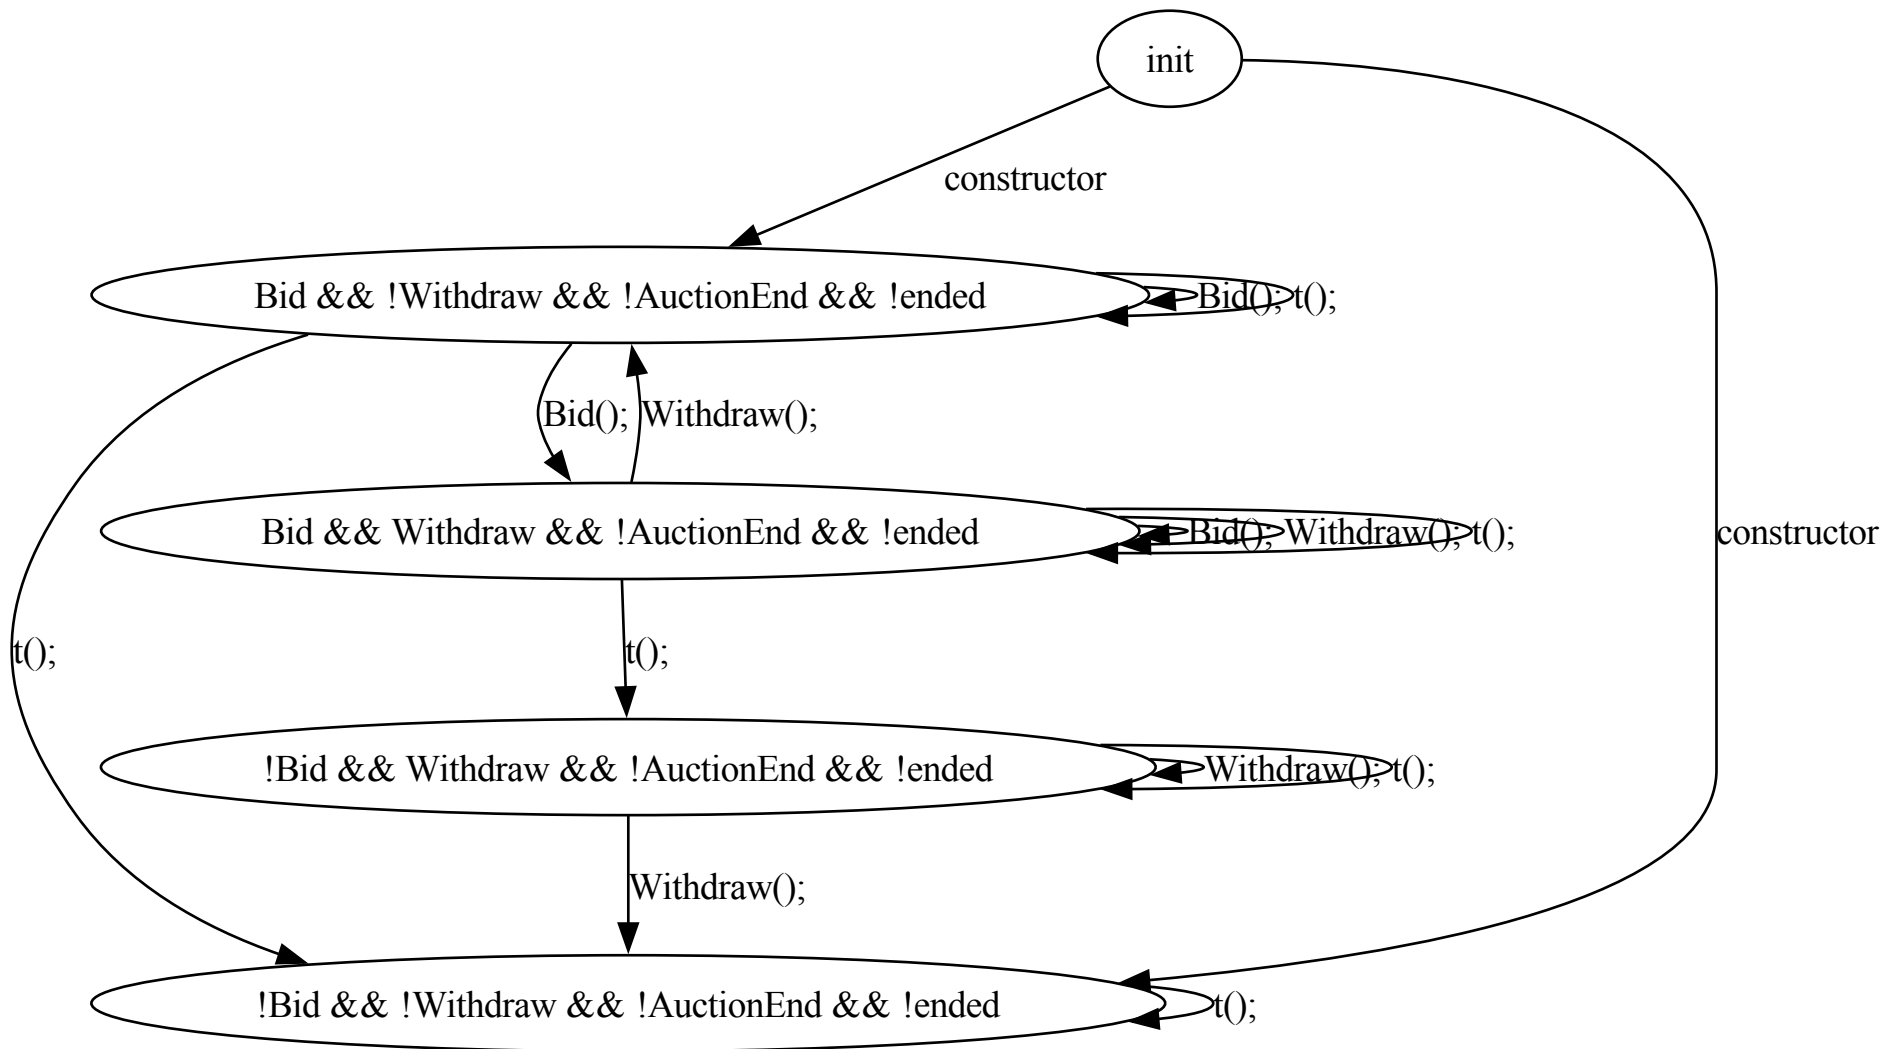 init
constructor
Bid && !Withdraw && !AuctionEnd && !ended
Bid();
t();
Bid();
Withdraw();
Bid && Withdraw && !AuctionEnd && !ended
Bid();
Withdraw();
t();
constructor
t();
t();
!Bid && Withdraw && !AuctionEnd && !ended
Withdraw();
t();
Withdraw();
!Bid && !Withdraw && !AuctionEnd && !ended
t();